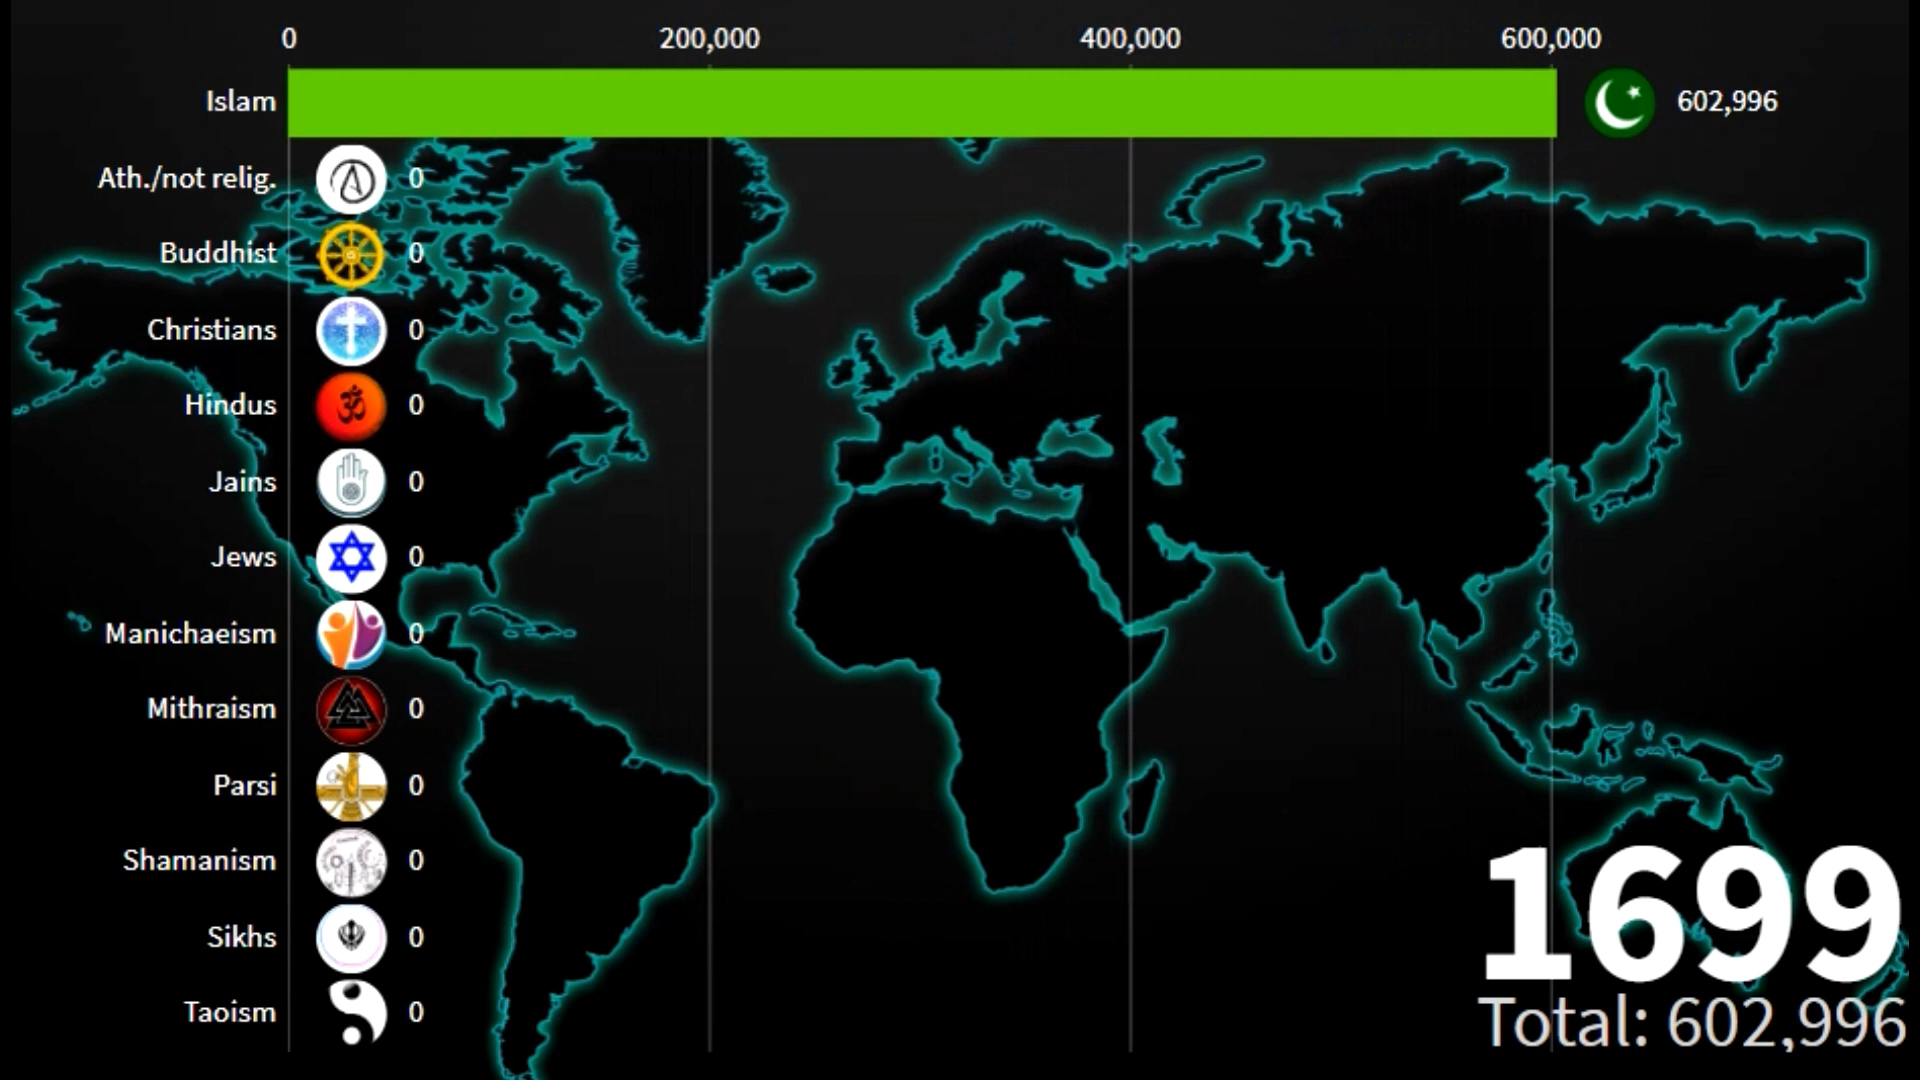 0 200,000 400,000 600,000
Islam 602,996
Ath./not relig. 0
Buddhist 0
Christians 0
Hindus 0
Jains 0
Jews 0
Manichaeism 0
Mithraism 0
Parsi 0
Shamanism 0
Sikhs 0
Taoism 0
1699
Total: 602,996